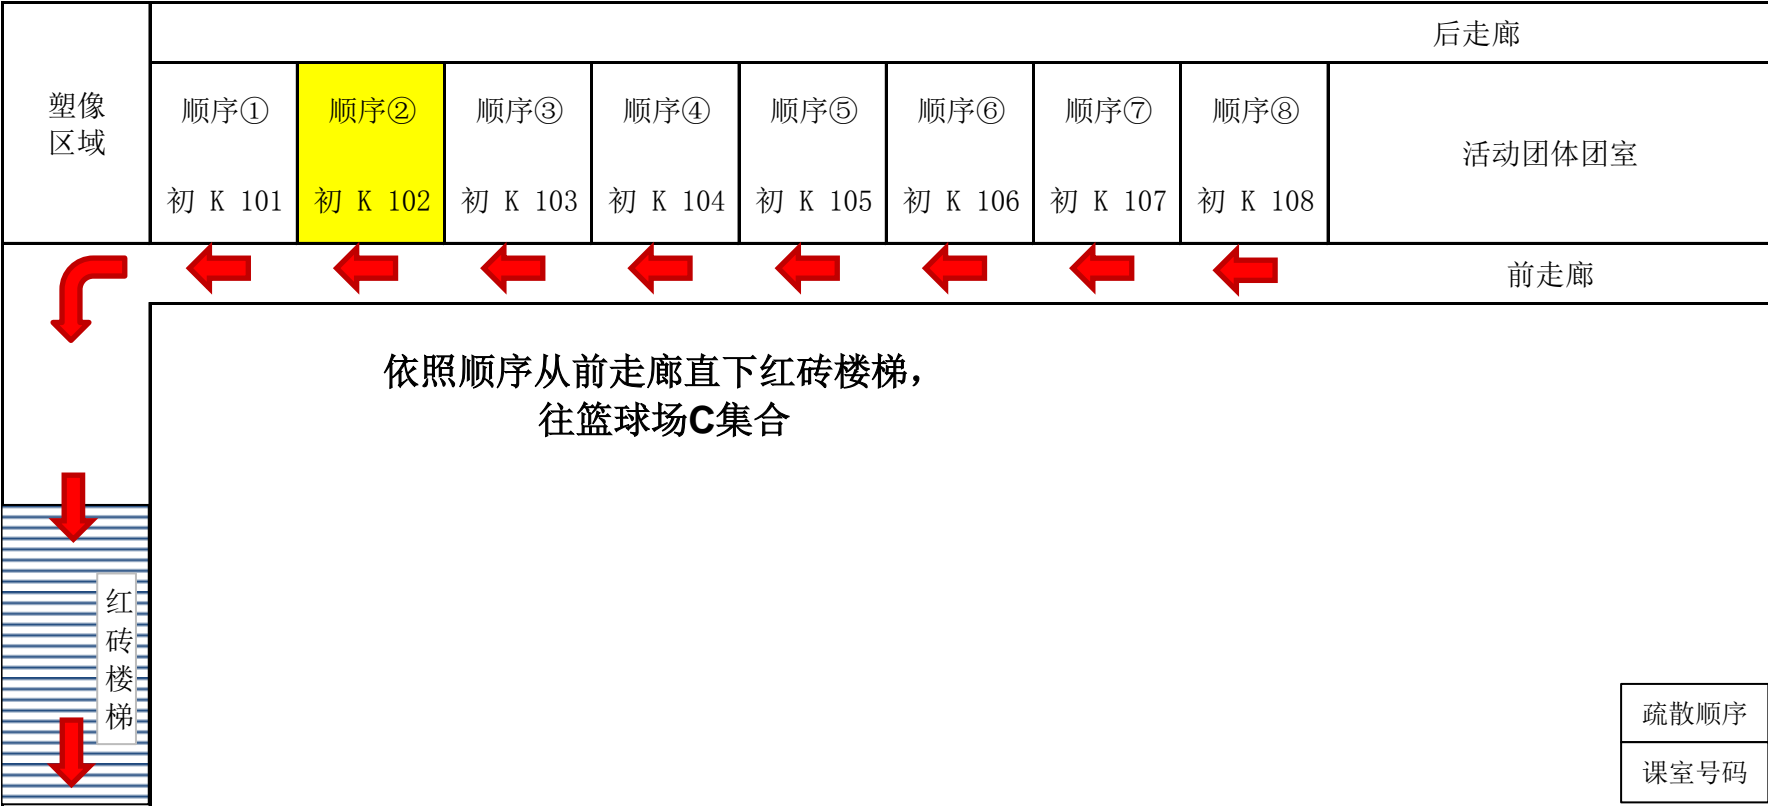 后走廊
塑像
区域
顺序①
初 K 101
顺序②
初 K 102
顺序③
初 K 103
顺序④
初 K 104
顺序⑤
初 K 105
顺序⑥
初 K 106
顺序⑦
初 K 107
顺序⑧
初 K 108
活动团体团室
前走廊
依照顺序从前走廊直下红砖楼梯,
往篮球场C集合
红
砖
楼
梯
疏散顺序
课室号码